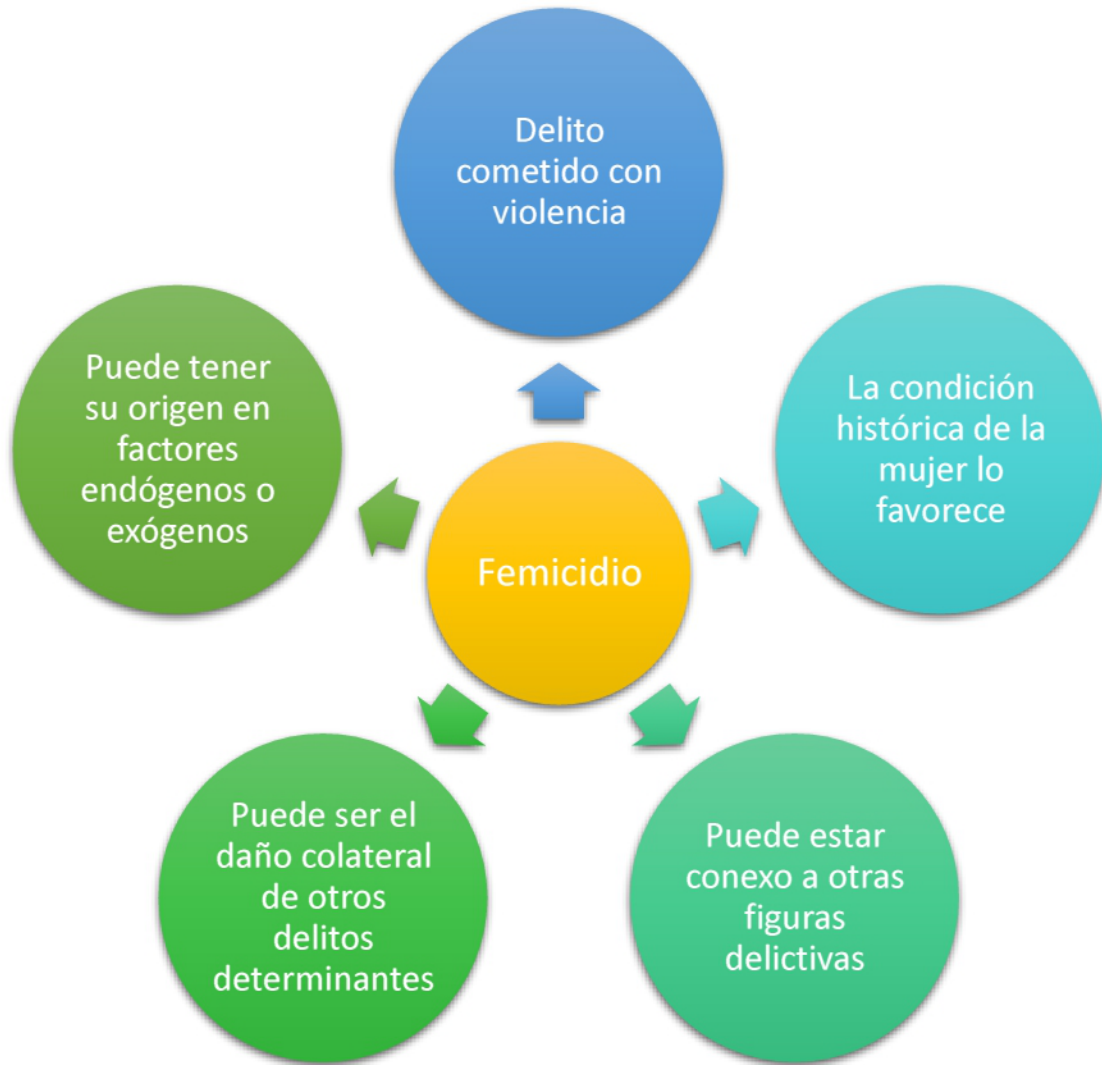 Delito
cometido con
violencia
La condición
histórica de la
mujer lo
favorece
Puede estar
conexo a otras
figuras
delictivas
Puede ser el
daño colateral
de otros
delitos
determinantes
Puede tener
su origen en
factores
endógenos o
exógenos
Femicidio